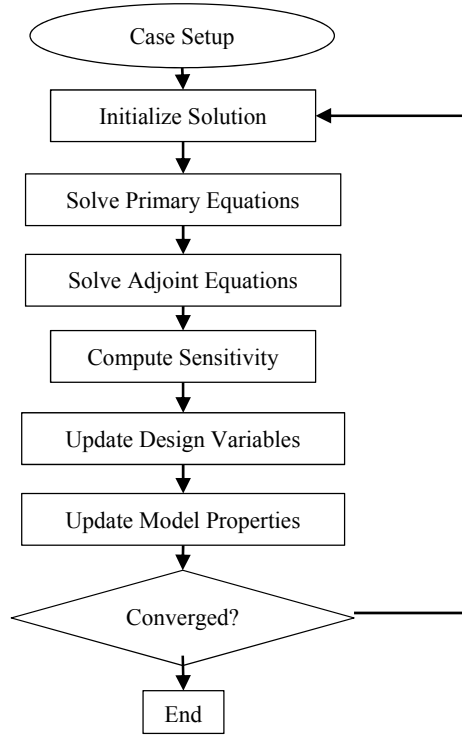 Case Setup
Initialize Solution
Solve Primary Equations
Solve Adjoint Equations
Compute Sensitivity
Update Design Variables
Update Model Properties
Converged?
End